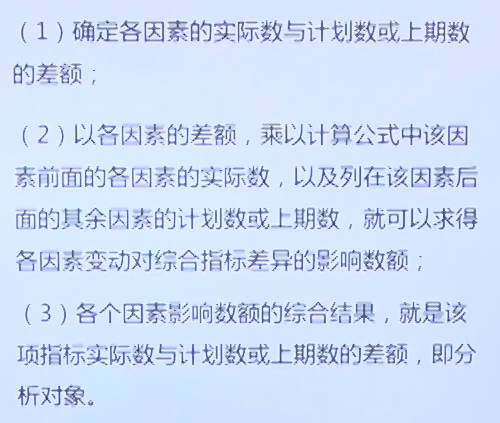 （1）确定各因素的实际数与计划数或上期数
的差额；
（2）以各因素的差额，乘以计算公式中该因
素前面的各因素的实际数，以及列在该因素后
面的其余因素的计划数或上期数，就可以求得
各因素变动对综合指标差异的影响数额；
（3）各个因素影响数额的综合结果，就是该
项指标实际数与计划数或上期数的差额，即分
析对象。